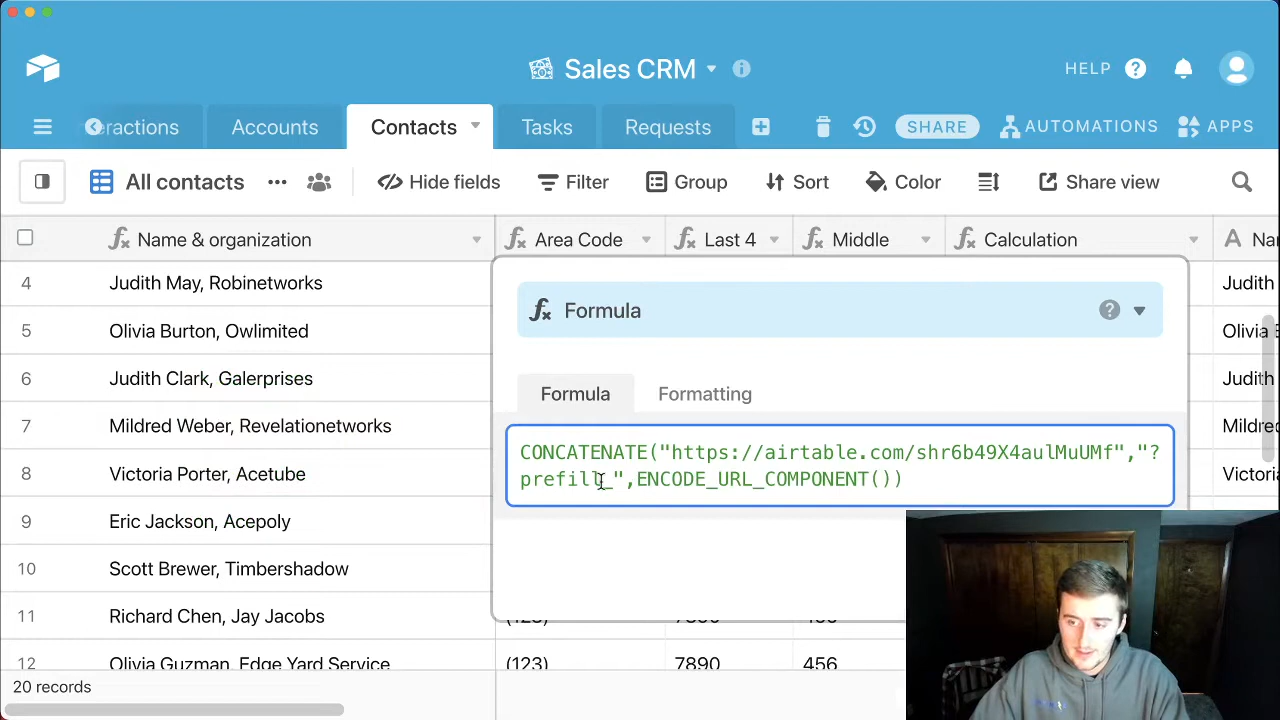 Sales CRM
HELP
eractions
Accounts
Contacts
Tasks
Requests
SHARE
AUTOMATIONS
APPS
All contacts
Hide fields
Filter
Group
Sort
Color
Share view
Name & organization
Area Code
Last 4
Middle
Calculation
4 Judith May, Robinetworks
Judith
5 Olivia Burton, Owlimited
Olivia B
6 Judith Clark, Galerprises
Judith
7 Mildred Weber, Revelationetworks
Mildred
8 Victoria Porter, Acetube
Victoria
9 Eric Jackson, Acepoly
10 Scott Brewer, Timbershadow
11 Richard Chen, Jay Jacobs
12 Olivia Guzman, Edge Yard Service (123) 7890 456
20 records
Formula
Formula
Formatting
CONCATENATE("https://airtable.com/shr6b49X4aulMuUMf","?
prefill_",ENCODE_URL_COMPONENT())